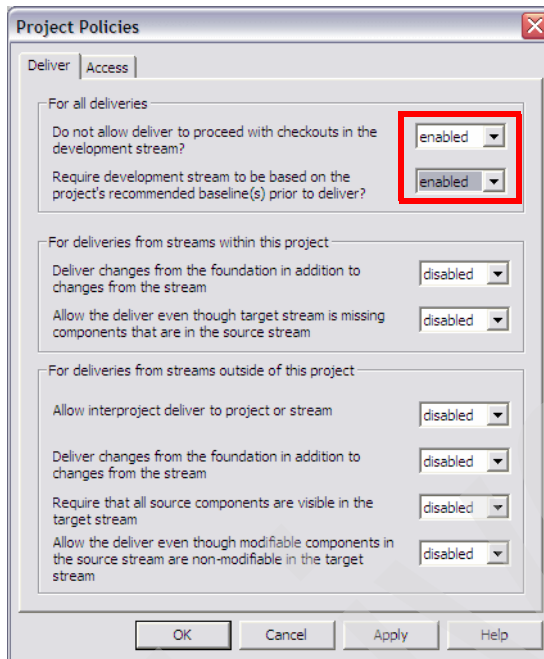 Project Policies
Deliver
Access
For all deliveries
Do not allow deliver to proceed with checkouts in the
development stream?
enabled
Require development stream to be based on the
project's recommended baseline(s) prior to deliver?
enabled
For deliveries from streams within this project
Deliver changes from the foundation in addition to
changes from the stream
disabled
Allow the deliver even though target stream is missing
components that are in the source stream
disabled
For deliveries from streams outside of this project
Allow interproject deliver to project or stream
disabled
Deliver changes from the foundation in addition to
changes from the stream
disabled
Require that all source components are visible in the
target stream
disabled
Allow the deliver even though modifiable components in
the source stream are non-modifiable in the target
stream
disabled
OK
Cancel
Apply
Help